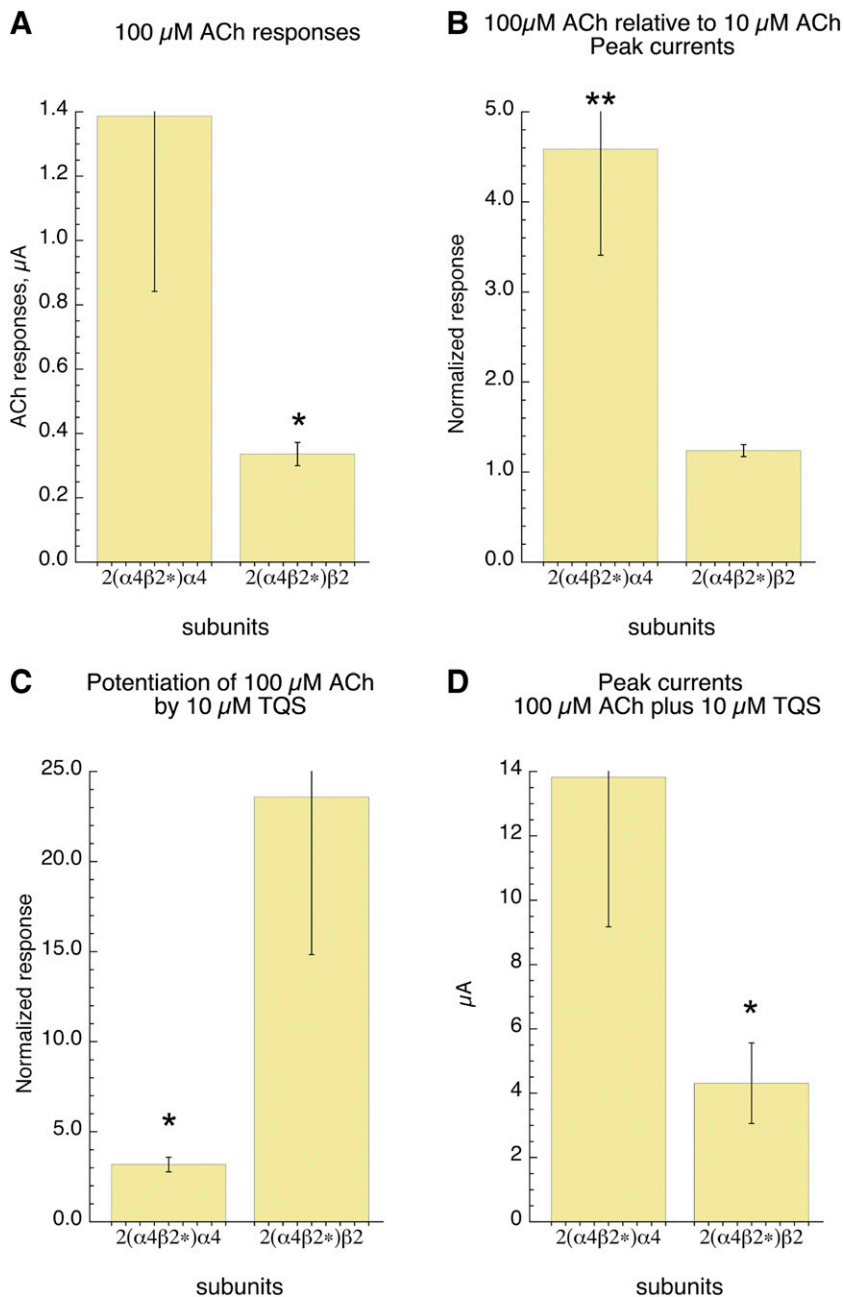 A
100 µM ACh responses
ACh responses, µA
1.4
1.2
1.0
0.8
0.6
0.4
0.2
0.0
*
2(α4β2*)α4
2(α4β2*)β2
subunits
B
100µM ACh relative to 10 µM ACh
Peak currents
Normalized response
5.0
4.0
3.0
2.0
1.0
0.0
**
2(α4β2*)α4
2(α4β2*)β2
subunits
C
Potentiation of 100 µM ACh
by 10 µM TQS
Normalized response
25.0
20.0
15.0
10.0
5.0
0.0
*
2(α4β2*)α4
2(α4β2*)β2
subunits
D
Peak currents
100 µM ACh plus 10 µM TQS
µA
14
12
10
8
6
4
2
0
*
2(α4β2*)α4
2(α4β2*)β2
subunits